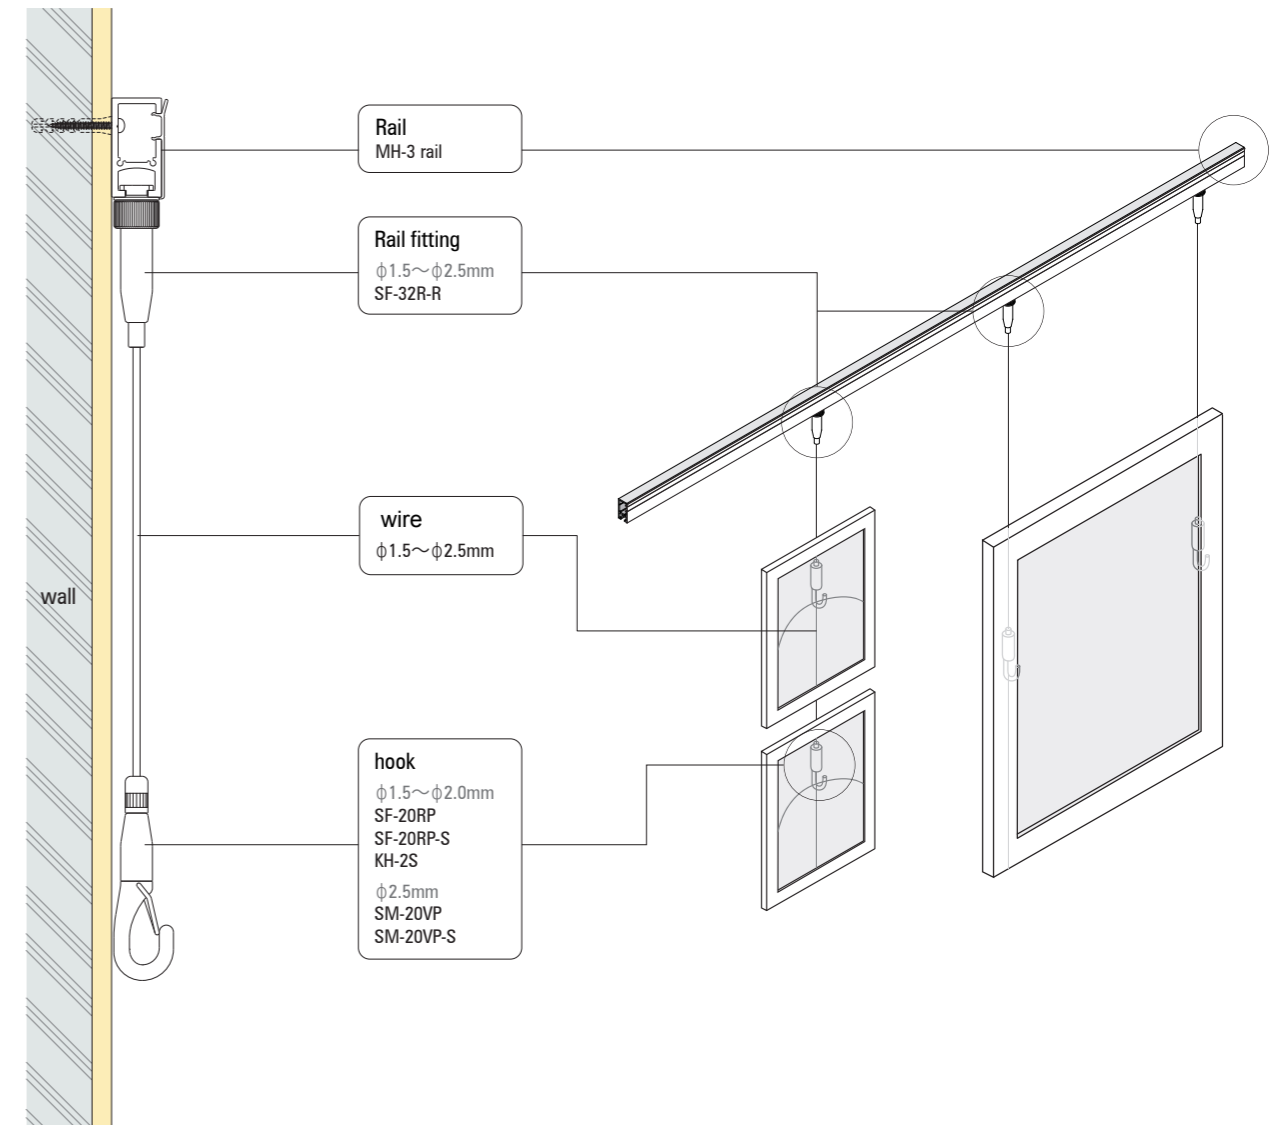 Rail
MH-3 rail
Rail fitting
ϕ1.5～ϕ2.5mm
SF-32R-R
wire
ϕ1.5～ϕ2.5mm
wall
hook
ϕ1.5～ϕ2.0mm
SF-20RP
SF-20RP-S
KH-2S
ϕ2.5mm
SM-20VP
SM-20VP-S